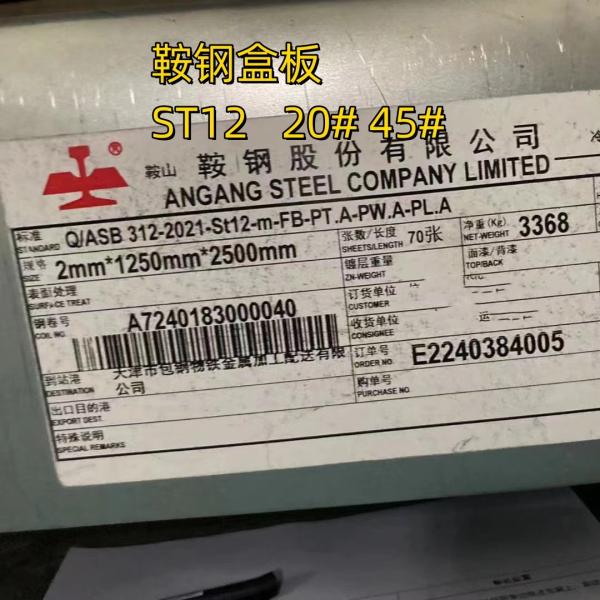 鞍钢盒板
ST12 20# 45#
® 鞍山 鞍钢股份有限公司 冷
ANGANG STEEL COMPANY LIMITED
标准 STANDARD Q/ASB 312-2021-St12-m-FB-PT.A-PW.A-PL.A
规格 SIZE 2mm*1250mm*2500mm
张数/长度 SHEETS/LENGTH 70张
净重(Kg) NET-WEIGHT 3368
表面处理 SURFACE TREAT
镀层重量 ZN-WEIGHT
面漆/背漆 TOP/BACK
钢卷号 COIL NO. A7240183000040
订货单位 CUSTOMER
收货单位 CONSIGNEE 运
到站港 DESTINATION 天津市包钢物铁金属加工配送有限公司
订单号 ORDER NO. E2240384005
出口目的港 EXPORT DEST.
购单号 PURCHASE NO.
特殊说明 SPECIAL REMARKS